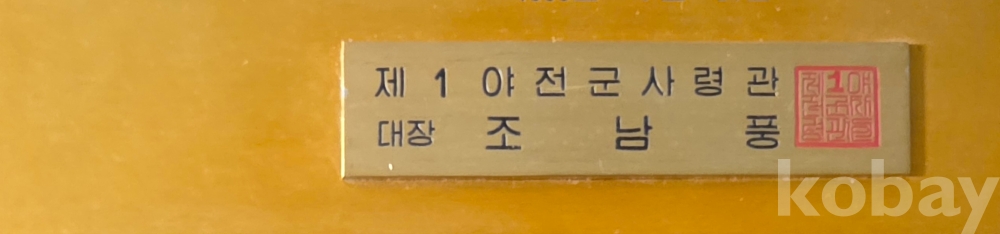 제 1 야전군사령관
대장 조 남 풍
kobay